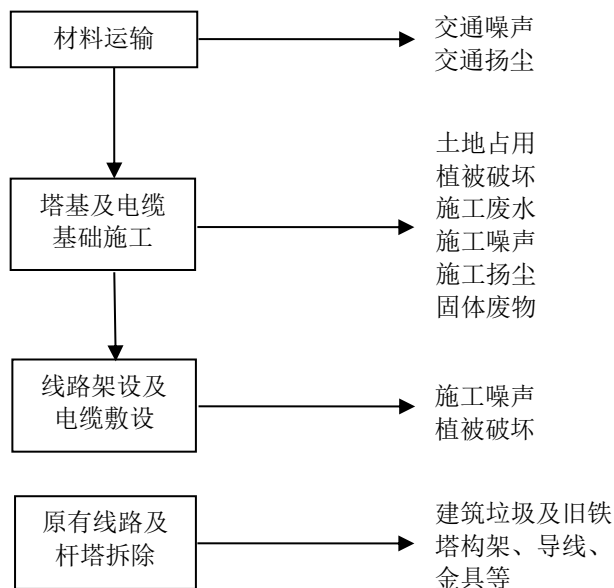 材料运输
交通噪声
交通扬尘
塔基及电缆
基础施工
土地占用
植被破坏
施工废水
施工噪声
施工扬尘
固体废物
线路架设及
电缆敷设
施工噪声
植被破坏
原有线路及
杆塔拆除
建筑垃圾及旧铁
塔构架、导线、
金具等